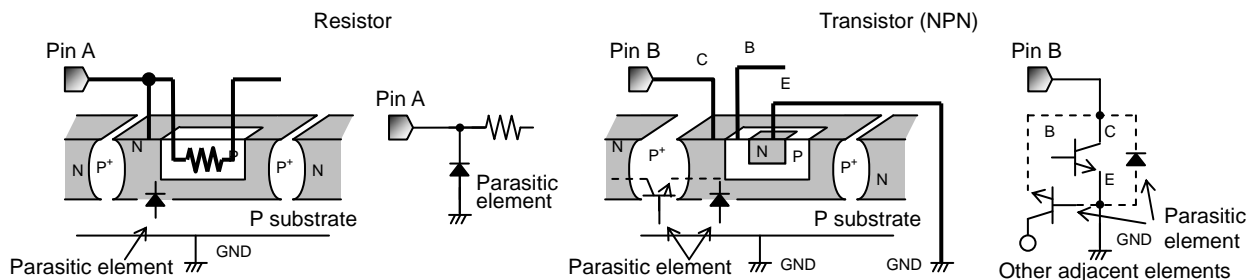 Resistor
Pin A
N
P+
N
P
P+
N
P substrate
GND
Parasitic element
Pin A
Parasitic
element
Transistor (NPN)
Pin B
C
B
E
N
P+
N
P
P+
N
P substrate
Parasitic element
GND
GND
Pin B
B
C
E
GND
Parasitic
element
Other adjacent elements